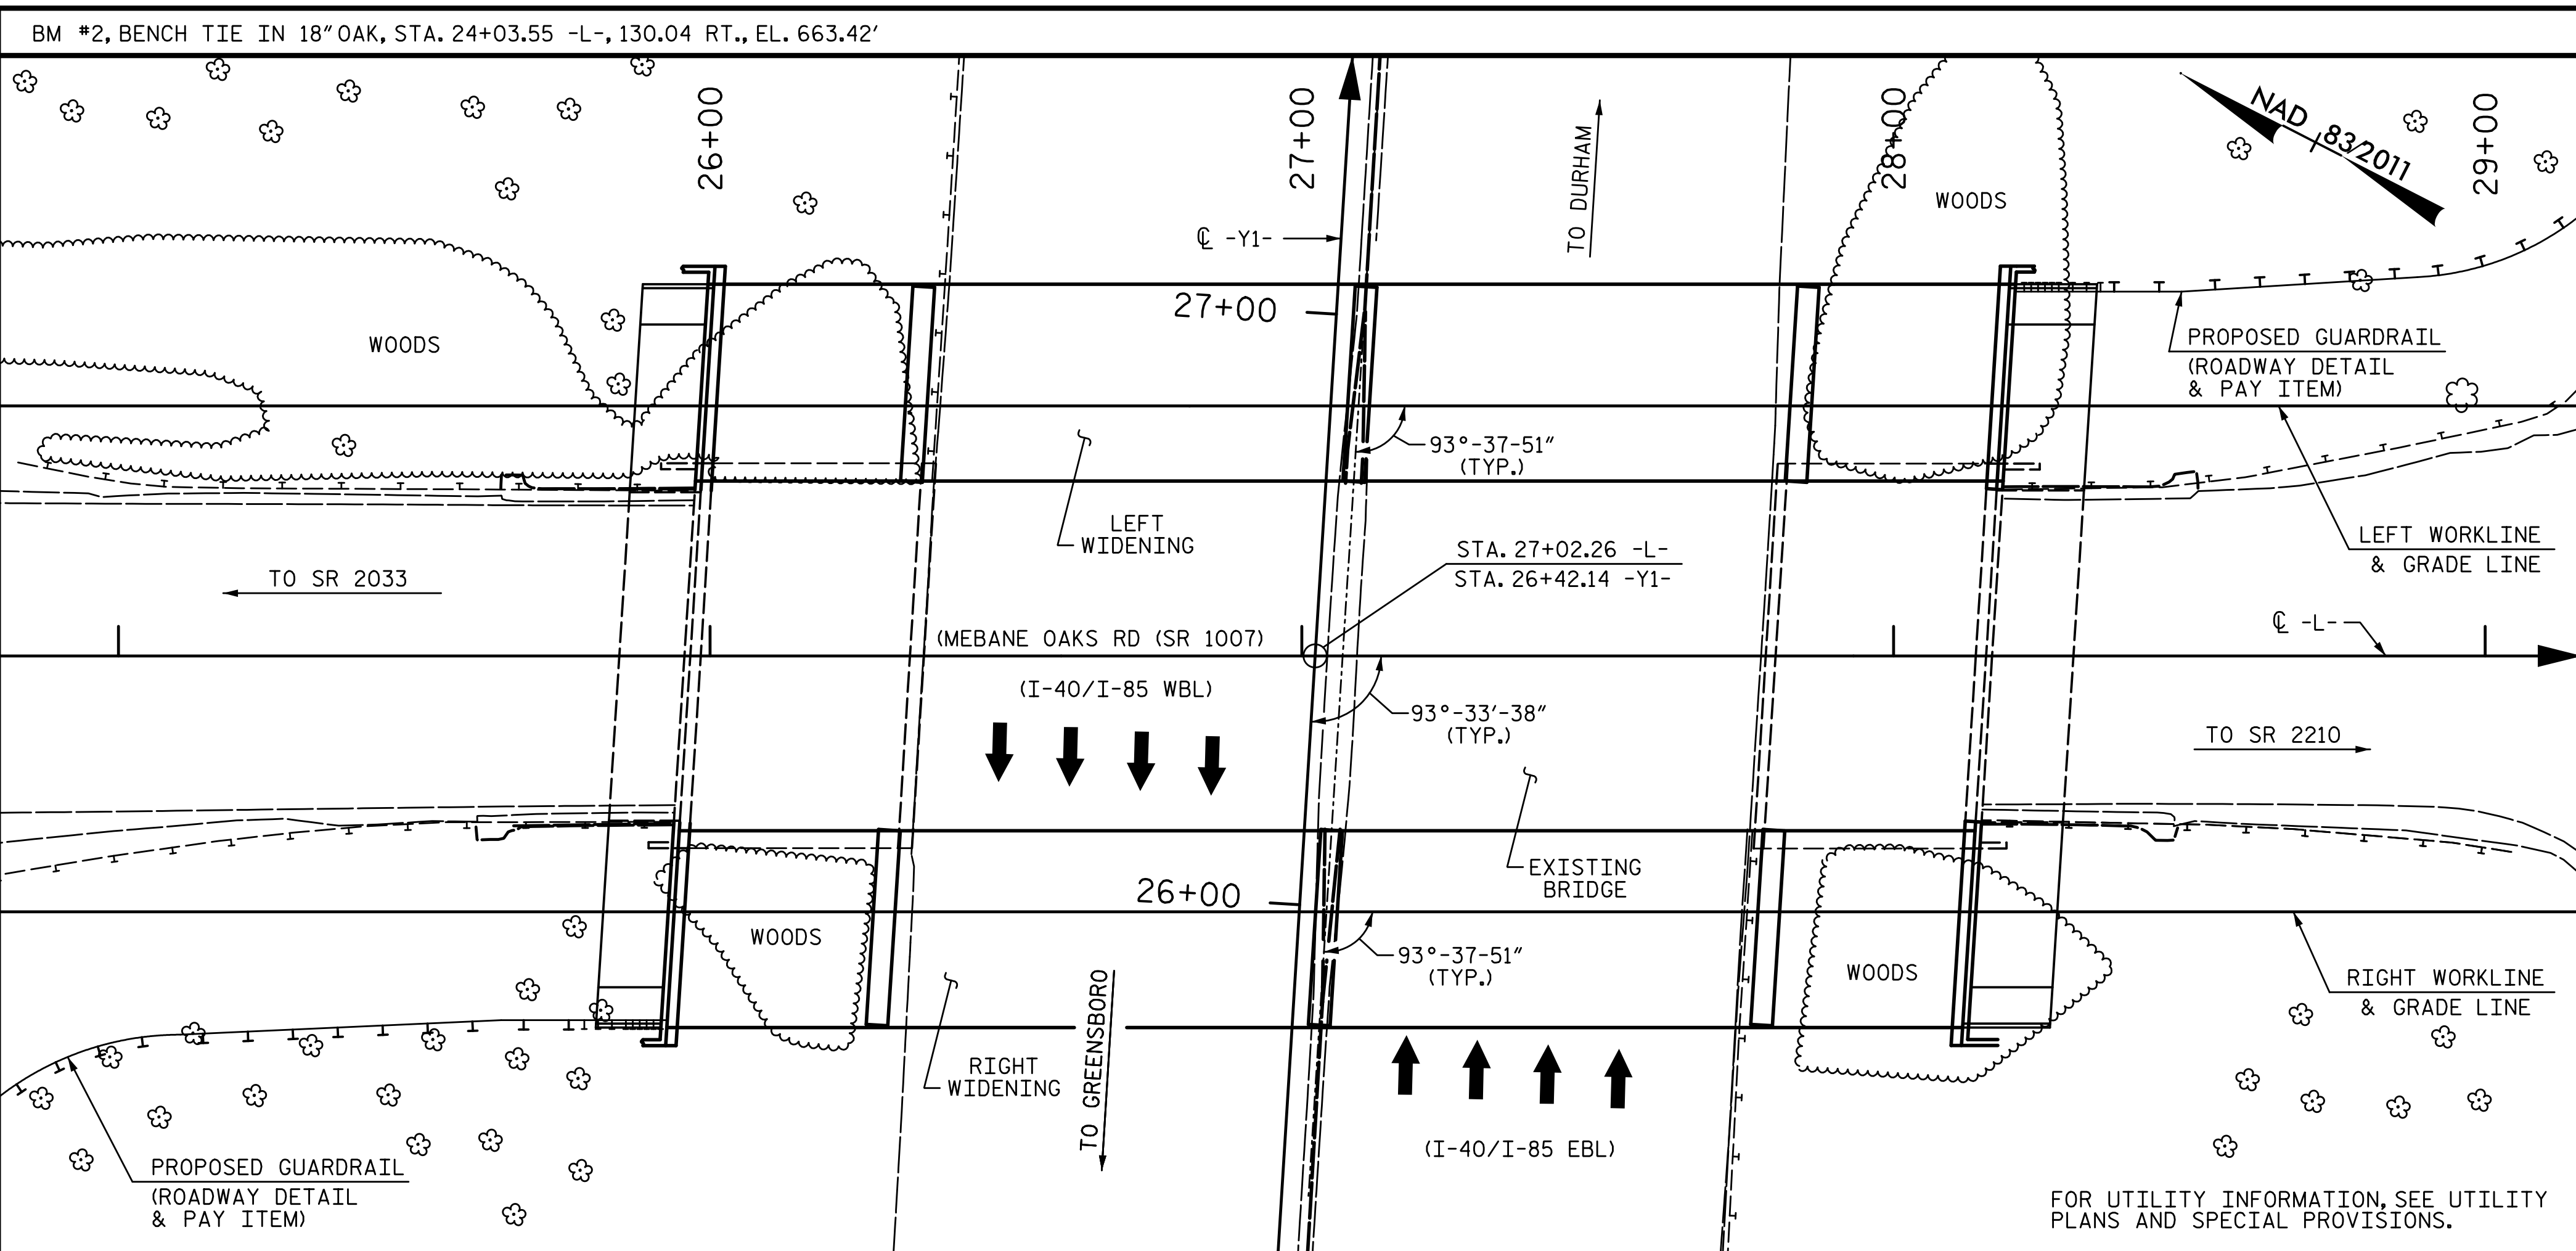 BM #2, BENCH TIE IN 18" OAK, STA. 24+03.55 -L-, 130.04 RT., EL. 663.42'
26+00
27+00
28+00
29+00
NAD 83/2011
TO DURHAM
WOODS
℄ -Y1-
27+00
WOODS
PROPOSED GUARDRAIL
(ROADWAY DETAIL
& PAY ITEM)
93°-37-51"
(TYP.)
LEFT
WIDENING
STA. 27+02.26 -L-
STA. 26+42.14 -Y1-
LEFT WORKLINE
& GRADE LINE
TO SR 2033
(MEBANE OAKS RD (SR 1007)
℄ -L-
(I-40/I-85 WBL)
93°-33'-38"
(TYP.)
TO SR 2210
EXISTING
BRIDGE
26+00
WOODS
93°-37-51"
(TYP.)
WOODS
RIGHT WORKLINE
& GRADE LINE
TO GREENSBORO
RIGHT
WIDENING
(I-40/I-85 EBL)
PROPOSED GUARDRAIL
(ROADWAY DETAIL
& PAY ITEM)
FOR UTILITY INFORMATION, SEE UTILITY
PLANS AND SPECIAL PROVISIONS.